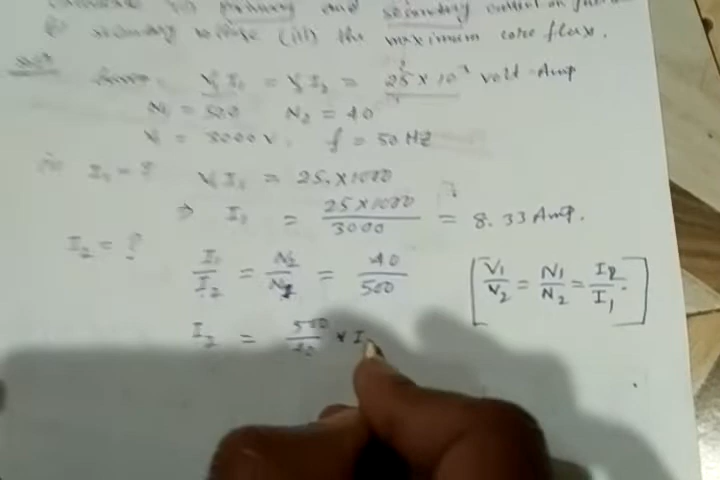 primary and secondary current on
secondary voltage (iii) the maximum core flux.
Soln Given, V₁I₁ = V₂I₂ = 25 × 10³ volt-Amp
N₁ = 500 N₂ = 40
V₁ = 3000 V, f = 50 Hz
I₁ = ? V₁I₁ = 25 × 1000
⇒ I₁ = 25 × 1000 / 3000 = 8.33 Amp.
I₂ = ? I₁/I₂ = N₂/N₁ = 40/500 [V₁/V₂ = N₁/N₂ = I₂/I₁.]
I₂ = 500/40 × I